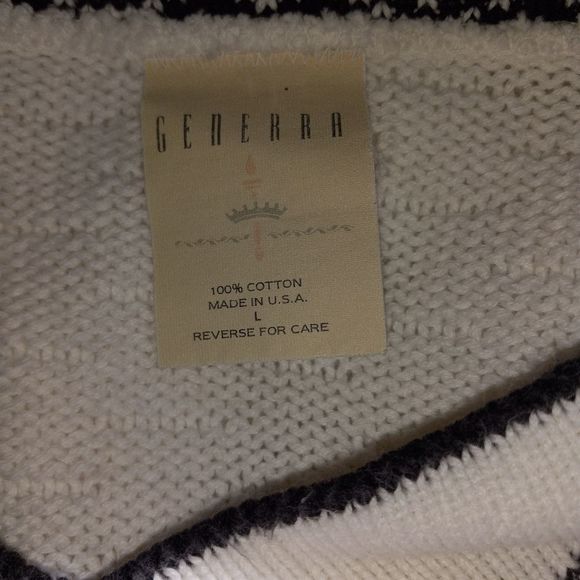 GENERRA
100% COTTON
MADE IN U.S.A.
L
REVERSE FOR CARE